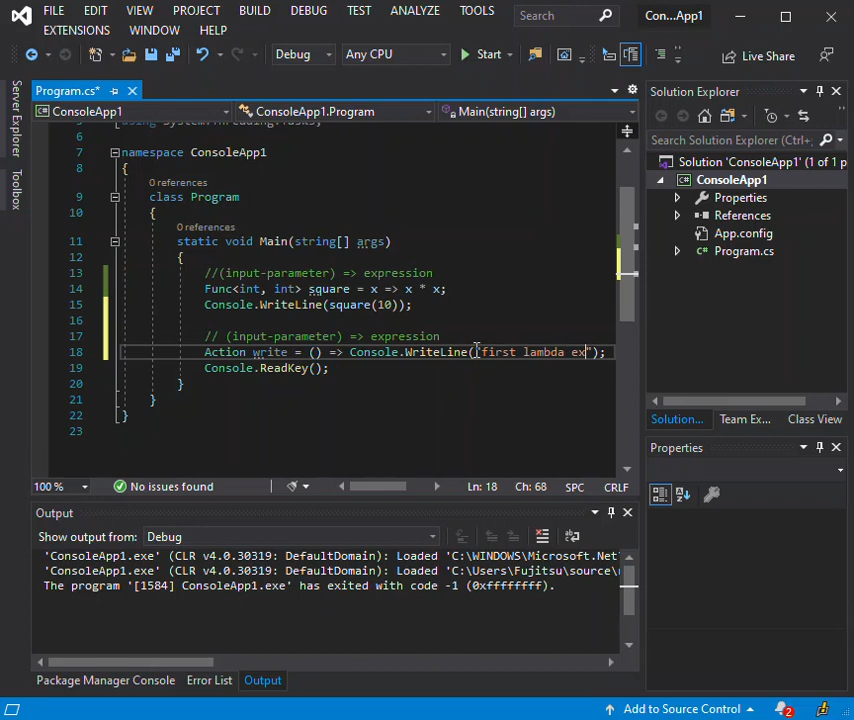 FILE EDIT VIEW PROJECT BUILD DEBUG TEST ANALYZE TOOLS Search Con...App1
EXTENSIONS WINDOW HELP
Debug Any CPU Start Live Share
Server Explorer
Toolbox
Program.cs*
ConsoleApp1 ConsoleApp1.Program Main(string[] args)
using System.Threading.Tasks;
6
7 namespace ConsoleApp1
8 {
0 references
9 class Program
10 {
0 references
11 static void Main(string[] args)
12 {
13 //(input-parameter) => expression
14 Func<int, int> square = x => x * x;
15 Console.WriteLine(square(10));
16
17 // (input-parameter) => expression
18 Action write = () => Console.WriteLine("first lambda ex");
19 Console.ReadKey();
20 }
21 }
22 }
23
100 % No issues found Ln: 18 Ch: 68 SPC CRLF
Output
Show output from: Debug
'ConsoleApp1.exe' (CLR v4.0.30319: DefaultDomain): Loaded 'C:\WINDOWS\Microsoft.Net
'ConsoleApp1.exe' (CLR v4.0.30319: DefaultDomain): Loaded 'C:\Users\Fujitsu\source\
The program '[1584] ConsoleApp1.exe' has exited with code -1 (0xffffffff).
Package Manager Console Error List Output
Solution Explorer
Search Solution Explorer (Ctrl+;
Solution 'ConsoleApp1' (1 of 1 p
ConsoleApp1
Properties
References
App.config
Program.cs
Solution... Team Ex... Class View
Properties
Add to Source Control 2